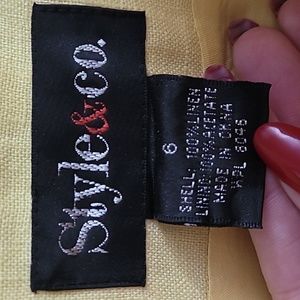 Style&co.
6
SHELL: 100% LINEN
LINING: 100% ACETATE
MADE IN CHINA